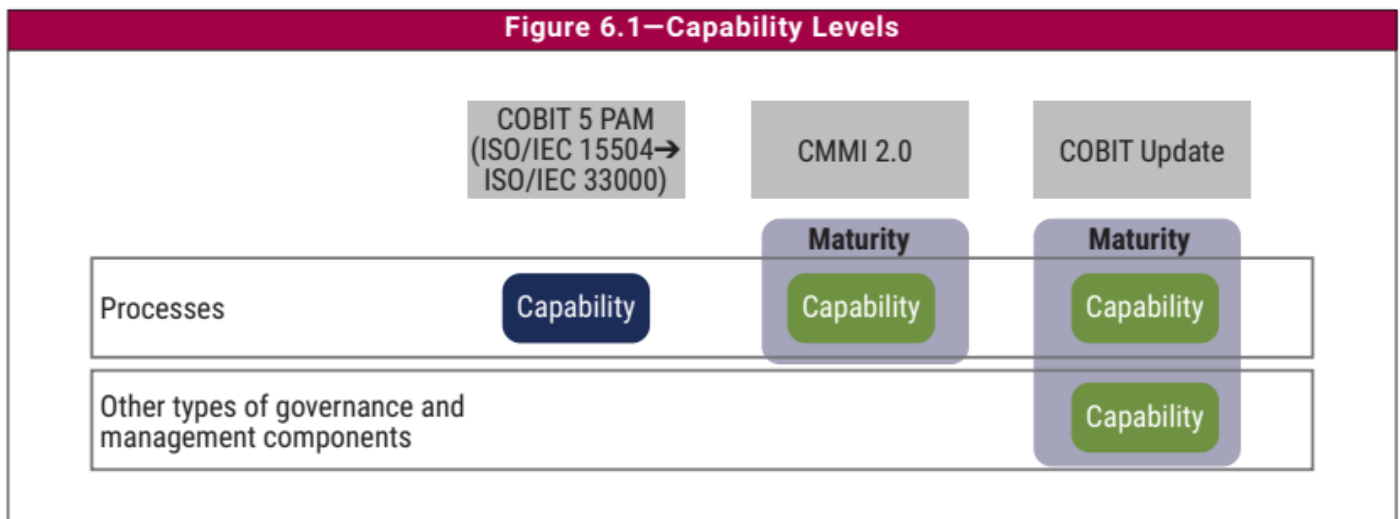 Figure 6.1—Capability Levels
COBIT 5 PAM
(ISO/IEC 15504➔
ISO/IEC 33000)
CMMI 2.0
COBIT Update
Maturity
Maturity
Processes
Capability
Capability
Capability
Other types of governance and
management components
Capability